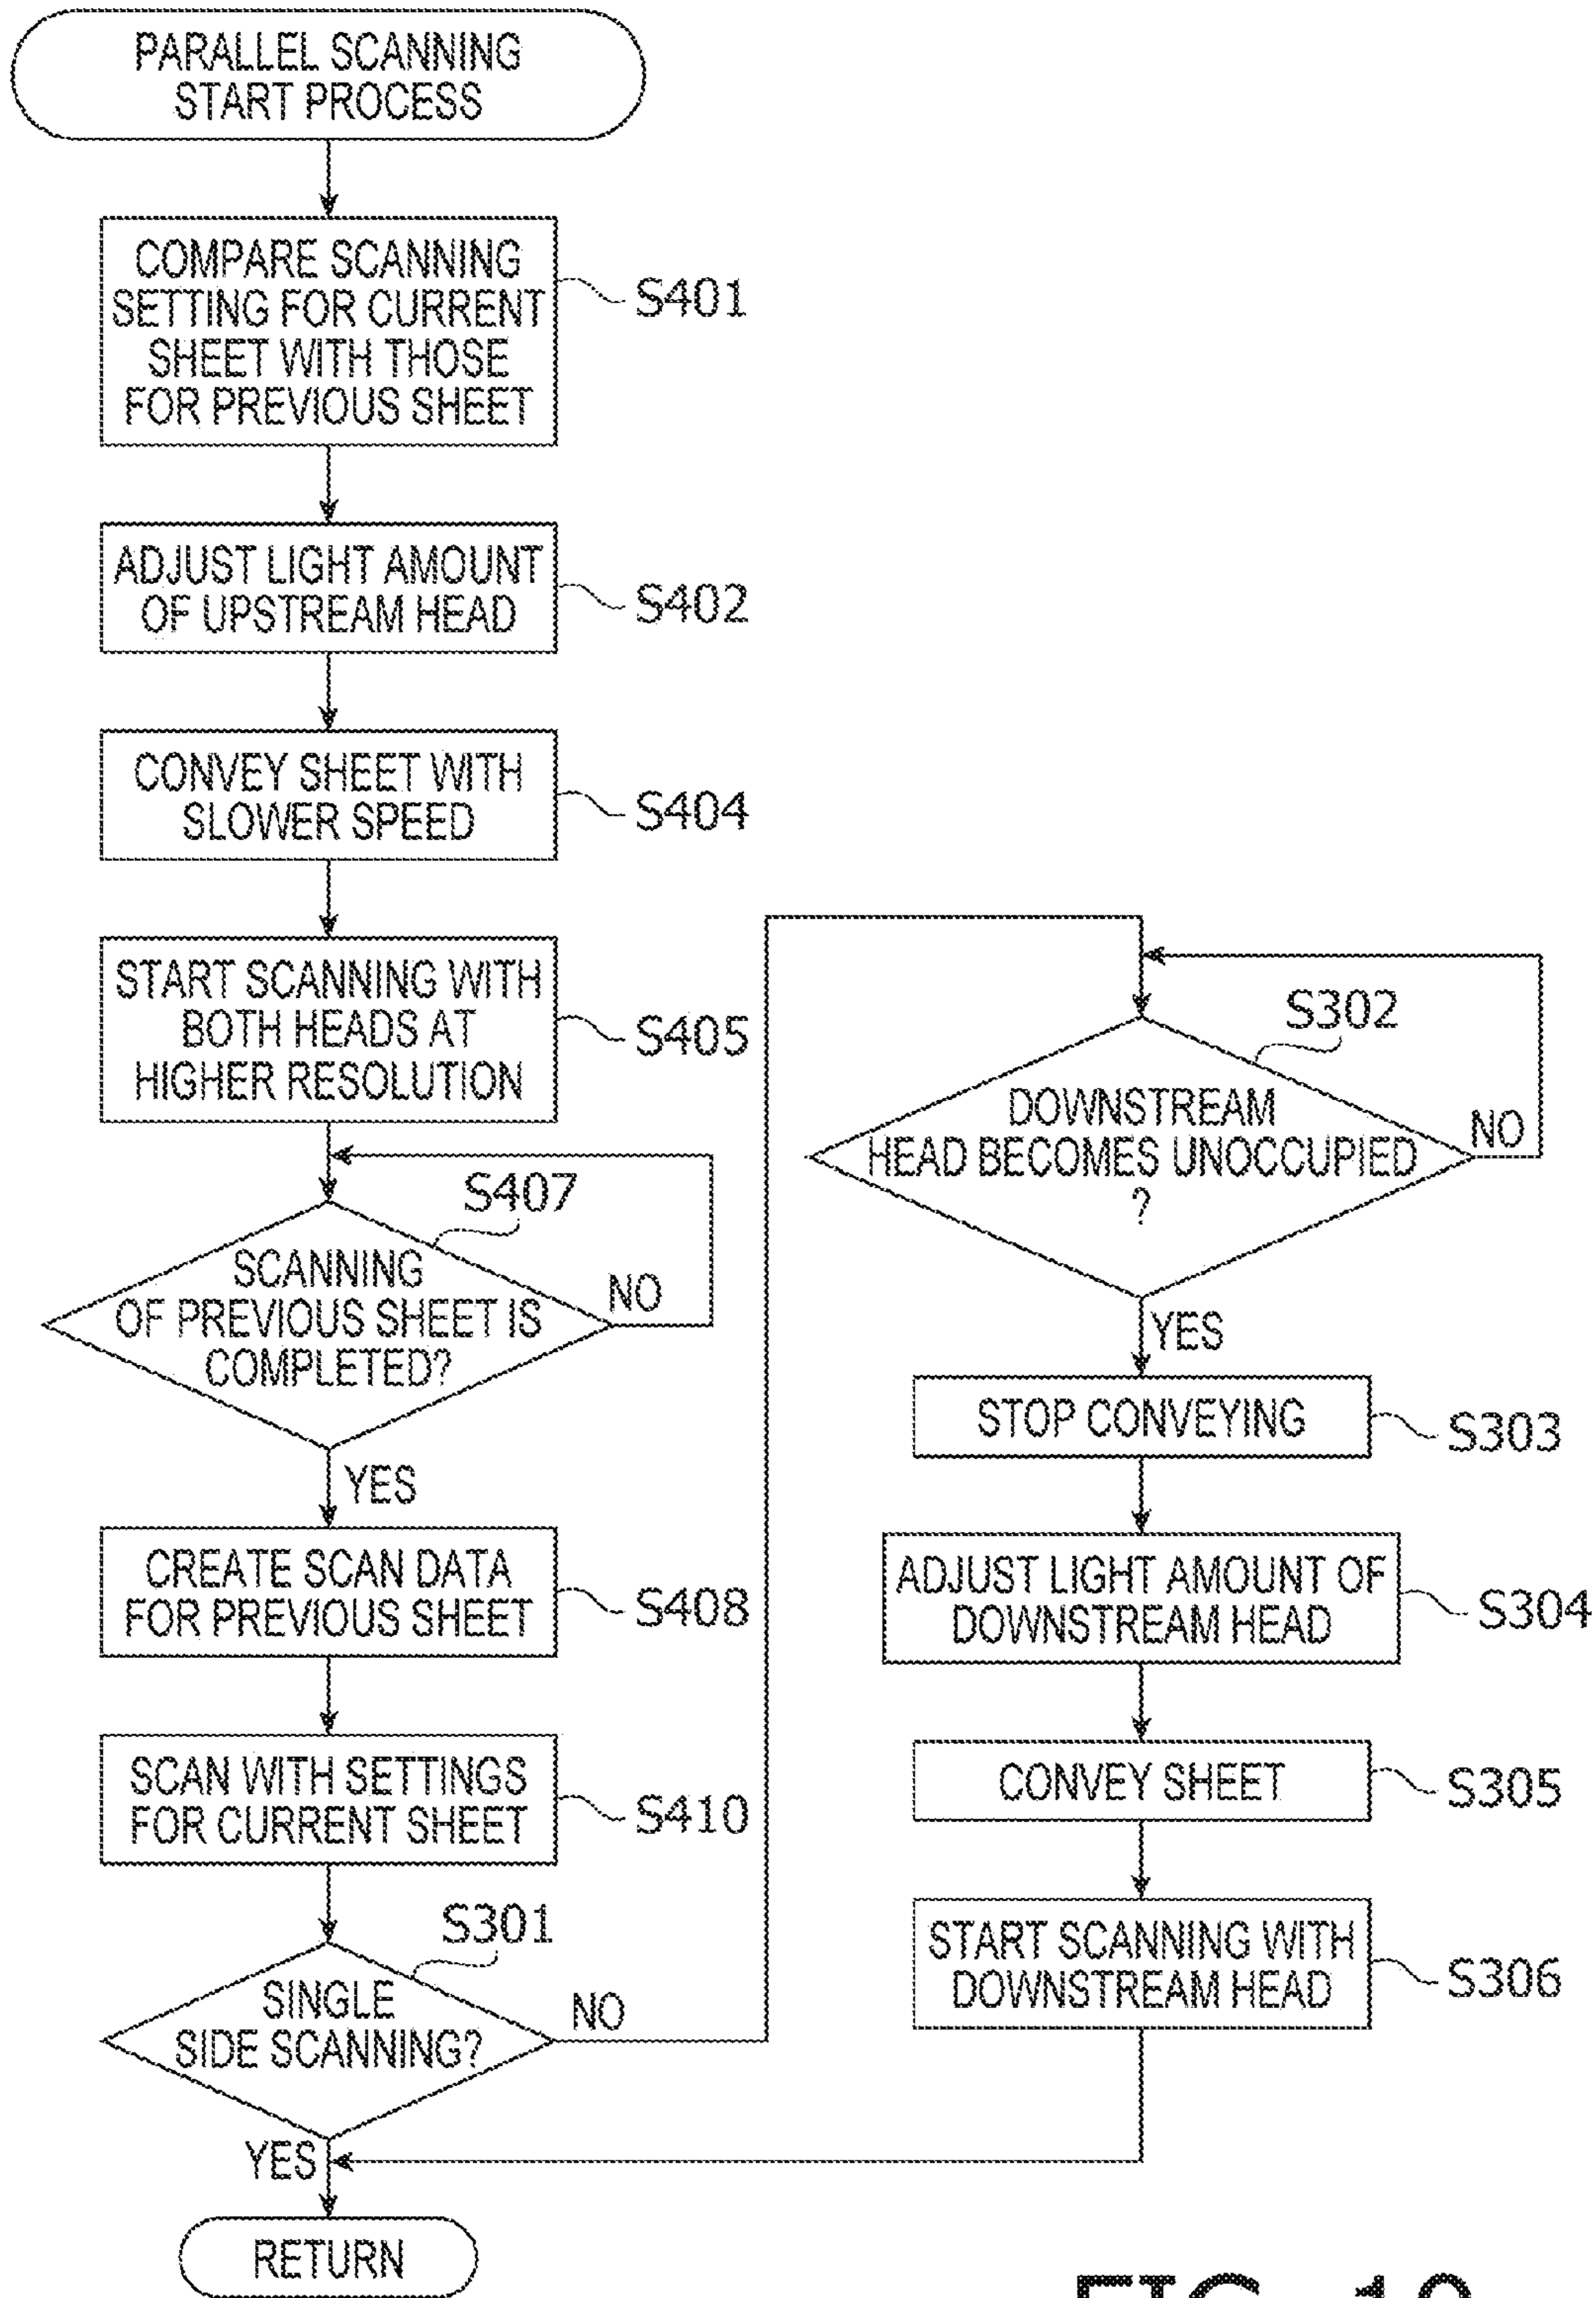 PARALLEL SCANNING
START PROCESS
COMPARE SCANNING
SETTING FOR CURRENT
SHEET WITH THOSE
FOR PREVIOUS SHEET
S401
ADJUST LIGHT AMOUNT
OF UPSTREAM HEAD
S402
CONVEY SHEET WITH
SLOWER SPEED
S404
START SCANNING WITH
BOTH HEADS AT
HIGHER RESOLUTION
S405
S407
SCANNING
OF PREVIOUS SHEET IS
COMPLETED?
NO
YES
CREATE SCAN DATA
FOR PREVIOUS SHEET
S408
SCAN WITH SETTINGS
FOR CURRENT SHEET
S410
S301
SINGLE
SIDE SCANNING?
NO
YES
RETURN
S302
DOWNSTREAM
HEAD BECOMES UNOCCUPIED
?
NO
YES
STOP CONVEYING
S303
ADJUST LIGHT AMOUNT OF
DOWNSTREAM HEAD
S304
CONVEY SHEET
S305
START SCANNING WITH
DOWNSTREAM HEAD
S306
FIG.